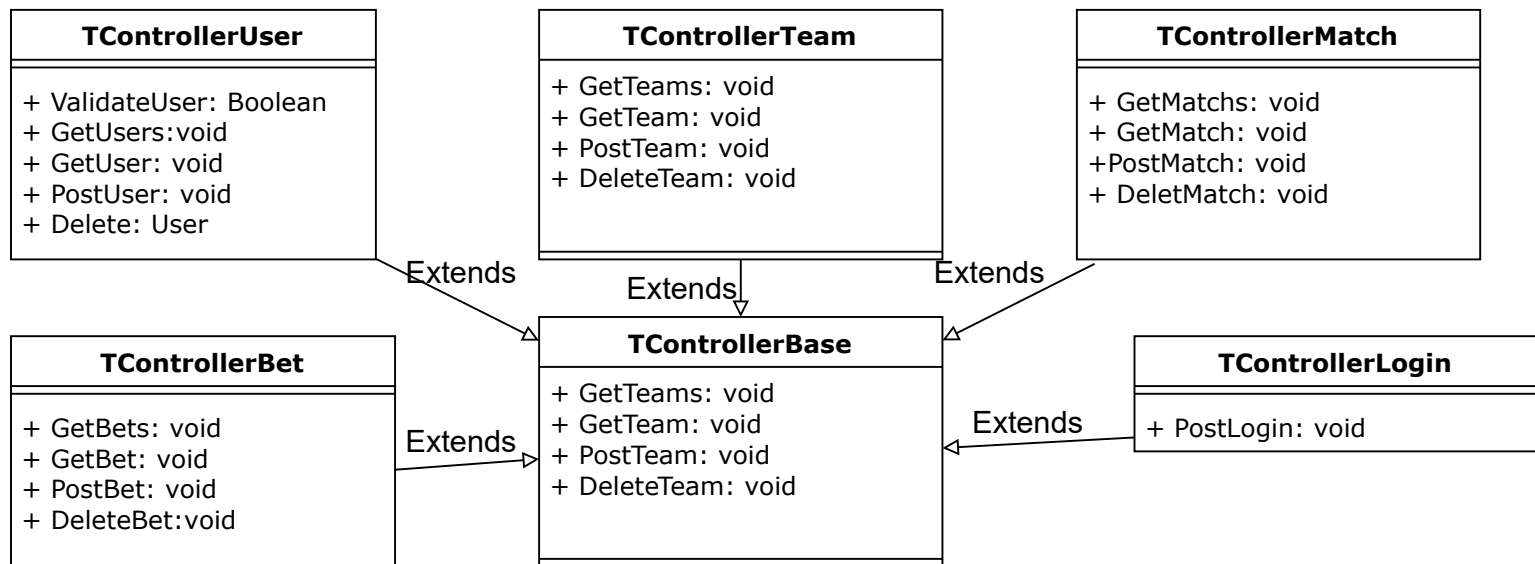 TControllerUser
+ ValidateUser: Boolean
+ GetUsers:void
+ GetUser: void
+ PostUser: void
+ Delete: User
TControllerTeam
+ GetTeams: void
+ GetTeam: void
+ PostTeam: void
+ DeleteTeam: void
TControllerMatch
+ GetMatchs: void
+ GetMatch: void
+PostMatch: void
+ DeletMatch: void
Extends
Extends
Extends
TControllerBet
+ GetBets: void
+ GetBet: void
+ PostBet: void
+ DeleteBet:void
Extends
TControllerBase
+ GetTeams: void
+ GetTeam: void
+ PostTeam: void
+ DeleteTeam: void
Extends
TControllerLogin
+ PostLogin: void